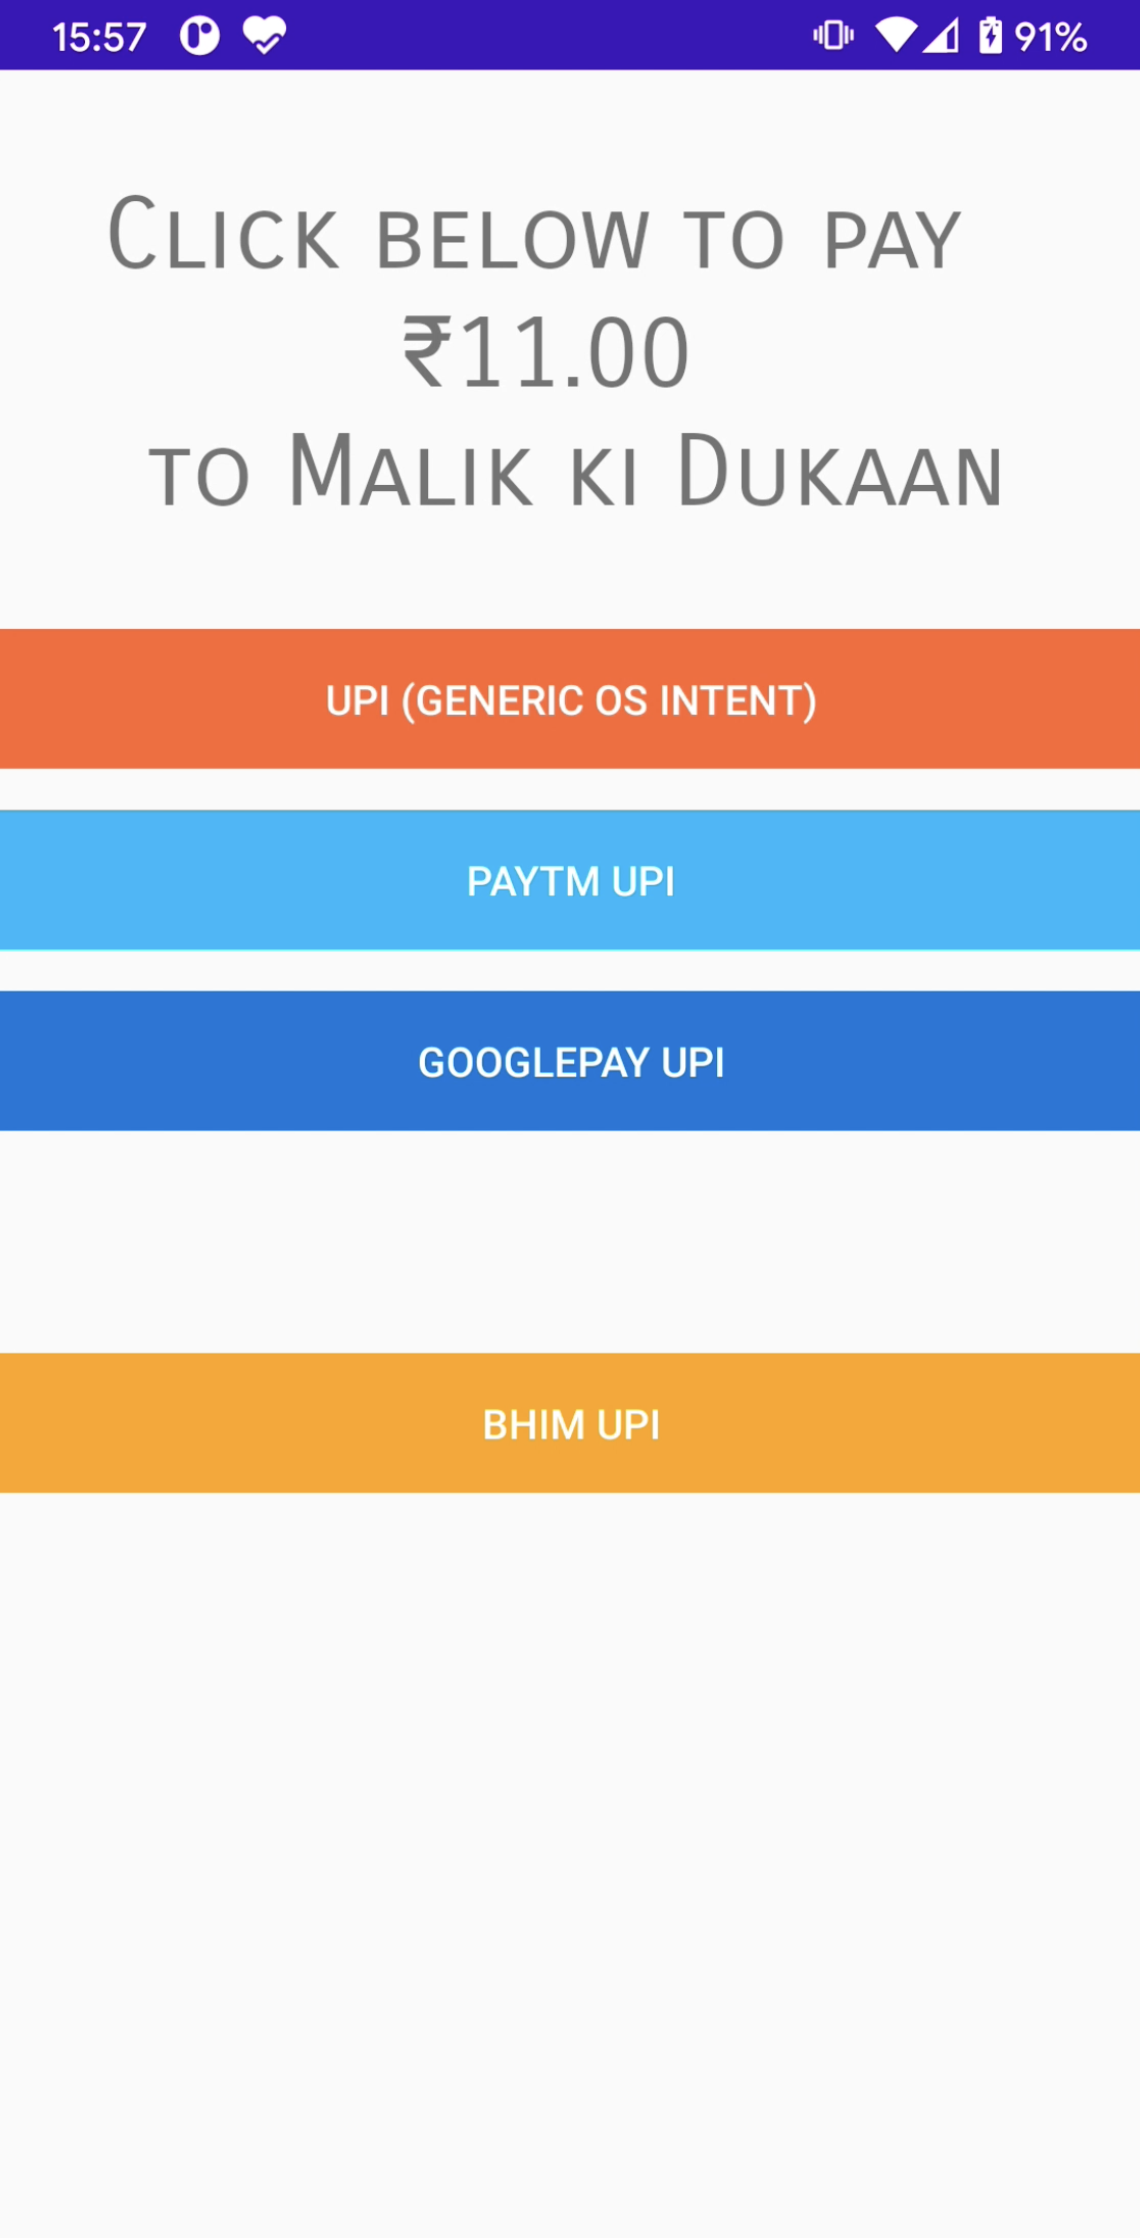 15:57 91%
Click below to pay
₹11.00
to Malik ki Dukaan
UPI (GENERIC OS INTENT)
PAYTM UPI
GOOGLEPAY UPI
BHIM UPI